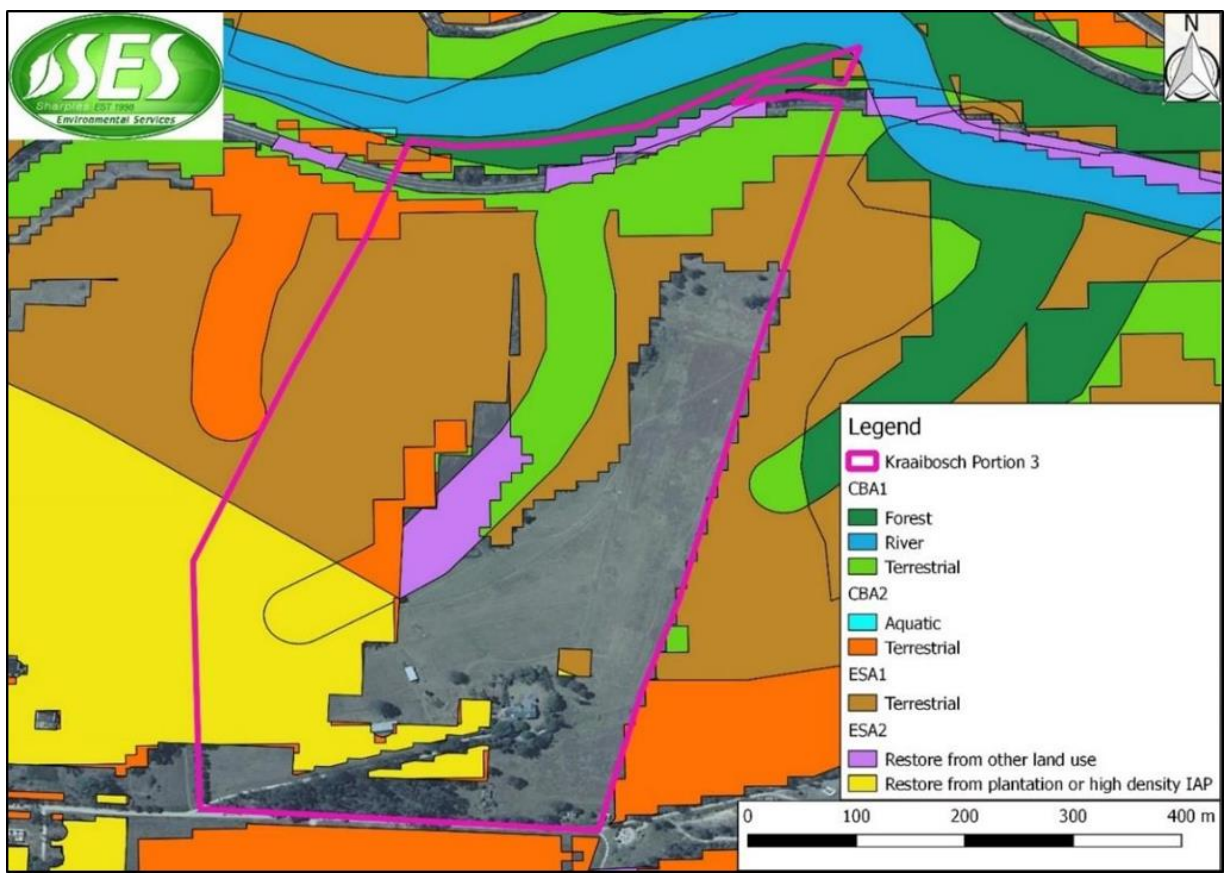 SES
Sharples EST 1998
Environmental Services
N
Legend
Kraaibosch Portion 3
CBA1
Forest
River
Terrestrial
CBA2
Aquatic
Terrestrial
ESA1
Terrestrial
ESA2
Restore from other land use
Restore from plantation or high density IAP
0 100 200 300 400 m